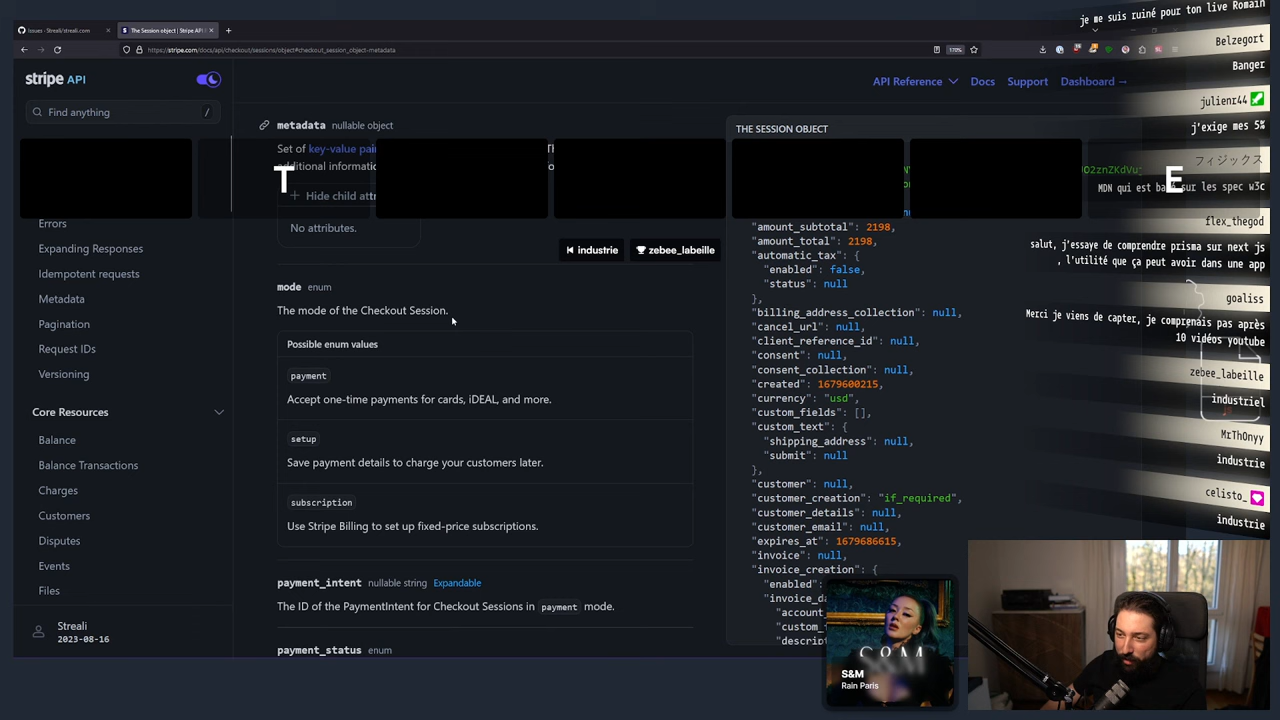 Issues · Streali/streali.com
The Session object | Stripe API
https://stripe.com/docs/api/checkout/sessions/object#checkout_session_object-metadata
170%
stripe API
Find anything
/
API Reference
Docs
Support
Dashboard →
Errors
Expanding Responses
Idempotent requests
Metadata
Pagination
Request IDs
Versioning
Core Resources
Balance
Balance Transactions
Charges
Customers
Disputes
Events
Files
Streali
2023-08-16
metadata nullable object
Set of key-value pai
additional informatic
Hide child attr
No attributes.
T
E
industrie
zebee_labeille
mode enum
The mode of the Checkout Session.
Possible enum values
payment
Accept one-time payments for cards, iDEAL, and more.
setup
Save payment details to charge your customers later.
subscription
Use Stripe Billing to set up fixed-price subscriptions.
payment_intent nullable string Expandable
The ID of the PaymentIntent for Checkout Sessions in payment mode.
payment_status enum
THE SESSION OBJECT
"amount_subtotal": 2198,
"amount_total": 2198,
"automatic_tax": {
"enabled": false,
"status": null
},
"billing_address_collection": null,
"cancel_url": null,
"client_reference_id": null,
"consent": null,
"consent_collection": null,
"created": 1679600215,
"currency": "usd",
"custom_fields": [],
"custom_text": {
"shipping_address": null,
"submit": null
},
"customer": null,
"customer_creation": "if_required",
"customer_details": null,
"customer_email": null,
"expires_at": 1679686615,
"invoice": null,
"invoice_creation": {
"enabled":
"invoice_da
"account_
"custom_
"descrip
S&M
S&M
Rain Paris
je me suis ruiné pour ton live Romain
Belzegort
Banger
julienr44
j'exige mes 5%
フィジックス
MDN qui est basé sur les spec w3c
flex_thegod
salut, j'essaye de comprendre prisma sur next js
, l'utilité que ça peut avoir dans une app
goaliss
Merci je viens de capter, je comprenais pas après
10 vidéos youtube
zebee_labeille
industriel
MrThOnyy
industrie
celisto_
industrie